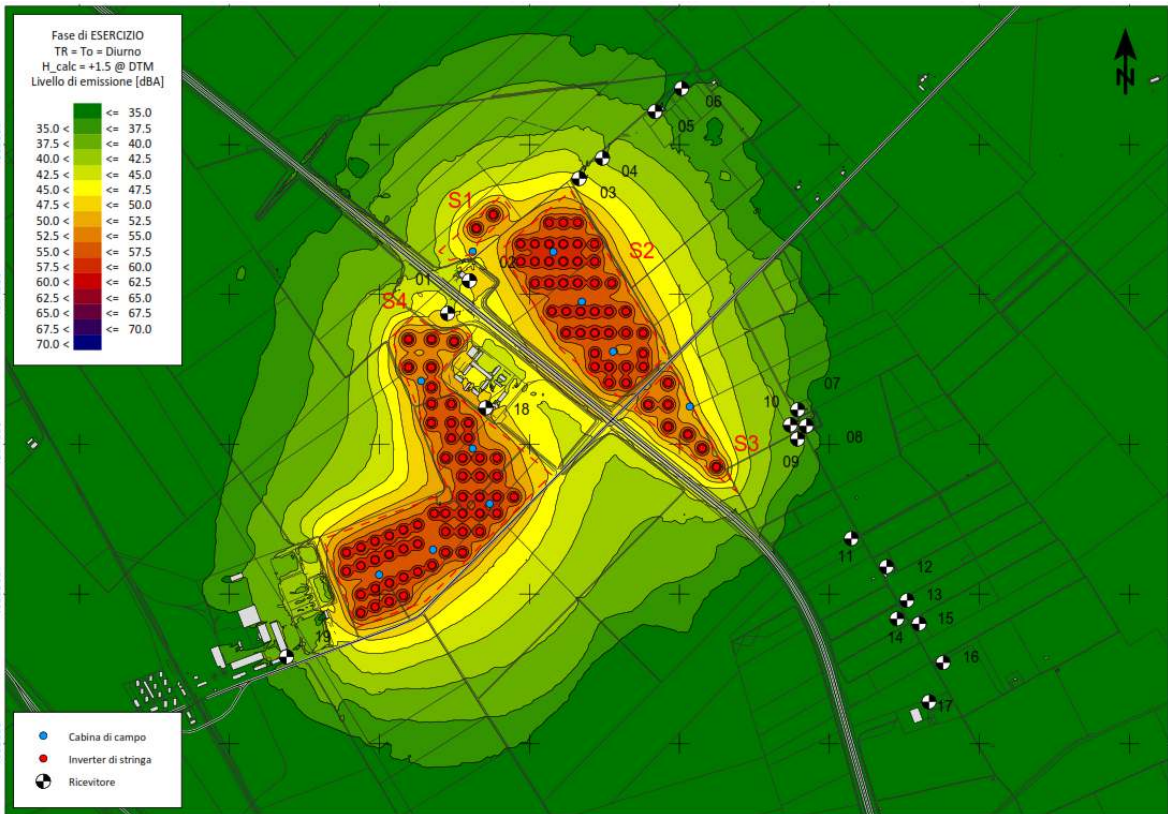 Fase di ESERCIZIO
TR = To = Diurno
H_calc = +1.5 @ DTM
Livello di emissione [dBA]
<= 35.0
35.0 < <= 37.5
37.5 < <= 40.0
40.0 < <= 42.5
42.5 < <= 45.0
45.0 < <= 47.5
47.5 < <= 50.0
50.0 < <= 52.5
52.5 < <= 55.0
55.0 < <= 57.5
57.5 < <= 60.0
60.0 < <= 62.5
62.5 < <= 65.0
65.0 < <= 67.5
67.5 < <= 70.0
70.0 <
N
06
05
04
03
S1
S2
02
01
S4
07
10
18
08
S3
09
11
12
13
15
14
19
16
17
Cabina di campo
Inverter di stringa
Ricevitore